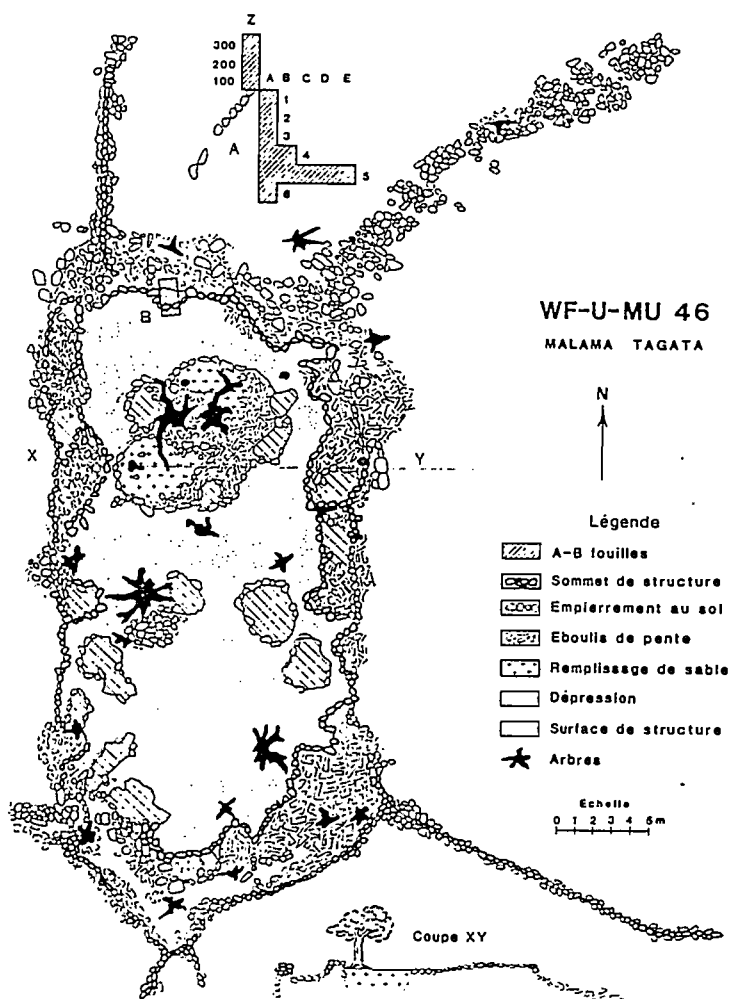 Z
300
200
100
A B C D E
1
2
3
4
5
6
A
B
X
Y
WF-U-MU 46
MALAMA TAGATA
N
Légende
A-B fouilles
Sommet de structure
Empierrement au sol
Eboulis de pente
Remplissage de sable
Dépression
Surface de structure
Arbres
Echelle
0 1 2 3 4 5m
Coupe XY